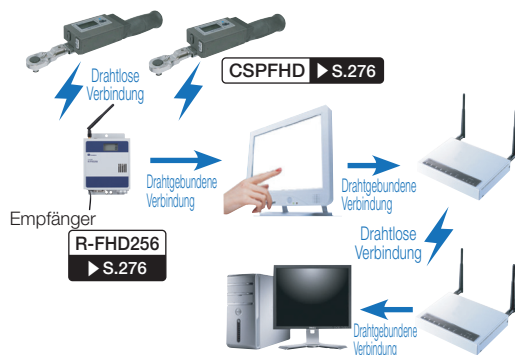 Drahtlose
Verbindung
CSPFHD ▶ S.276
Drahtgebundene
Verbindung
Drahtgebundene
Verbindung
Empfänger
R-FHD256
▶ S.276
Drahtlose
Verbindung
Drahtgebundene
Verbindung